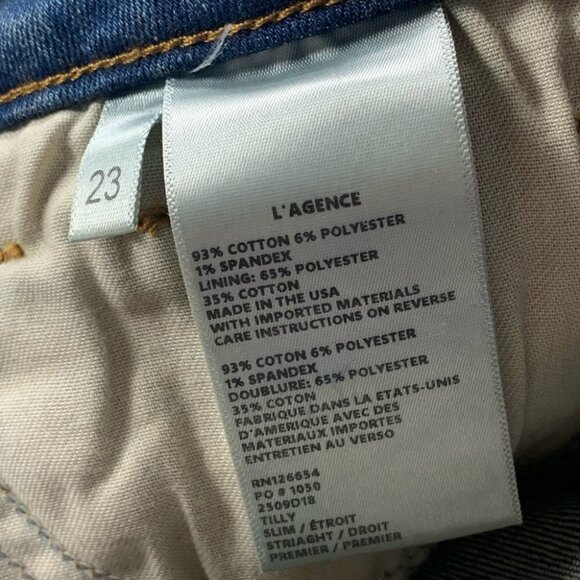 23
L'AGENCE
93% COTTON 6% POLYESTER
1% SPANDEX
LINING: 65% POLYESTER
35% COTTON
MADE IN THE USA
WITH IMPORTED MATERIALS
CARE INSTRUCTIONS ON REVERSE
93% COTON 6% POLYESTER
1% SPANDEX
DOUBLURE: 65% POLYESTER
35% COTON
FABRIQUE DANS LA ETATS-UNIS
D'AMERIQUE AVEC DES
MATERIAUX IMPORTES
ENTRETIEN AU VERSO
RN126654
PO # 1050
2509D18
TILLY
SLIM / ÉTROIT
STRIAGHT / DROIT
PREMIER / PREMIER